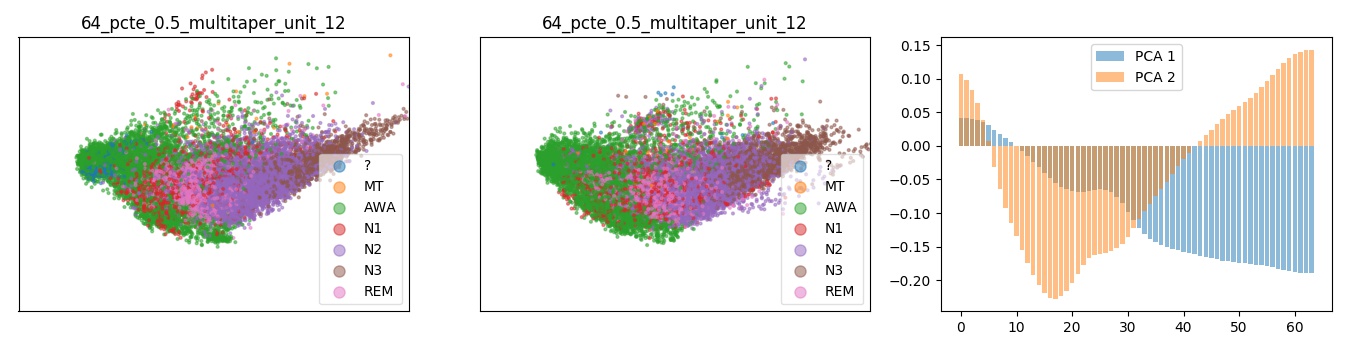 64_pcte_0.5_multitaper_unit_12
?
MT
AWA
N1
N2
N3
REM
64_pcte_0.5_multitaper_unit_12
?
MT
AWA
N1
N2
N3
REM
PCA 1
PCA 2
0.15
0.10
0.05
0.00
−0.05
−0.10
−0.15
−0.20
0 10 20 30 40 50 60